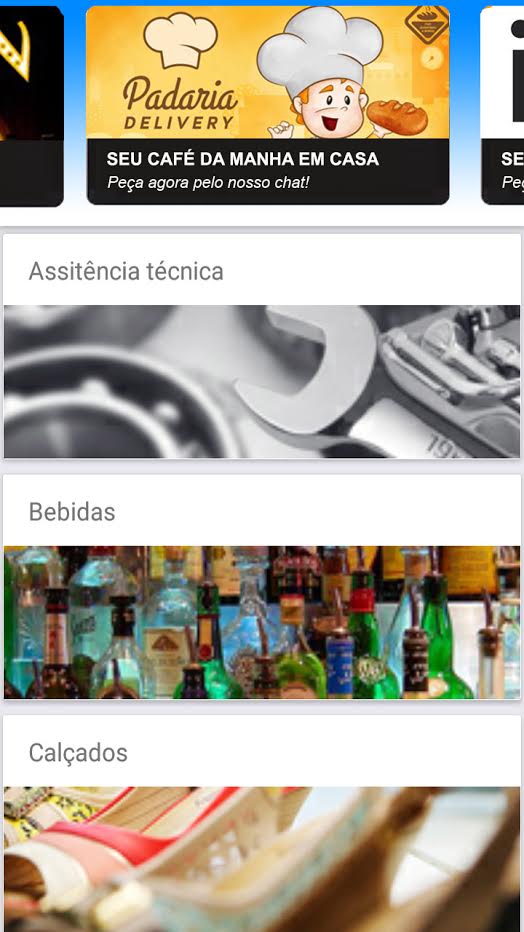 Padaria
DELIVERY
SEU CAFÉ DA MANHA EM CASA
Peça agora pelo nosso chat!
SE
Peç
Assitência técnica
Bebidas
Calçados